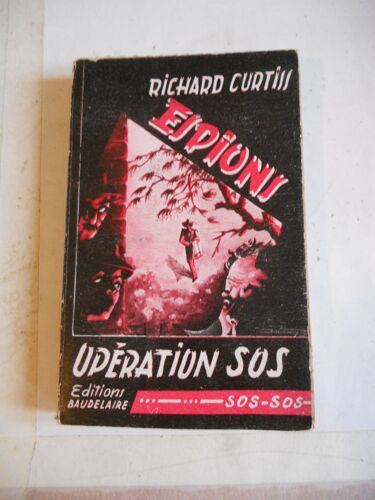 RICHARD CURTISS
ESPIONS
OPÉRATION SOS
Editions
BAUDELAIRE
... --- ... SOS-SOS-